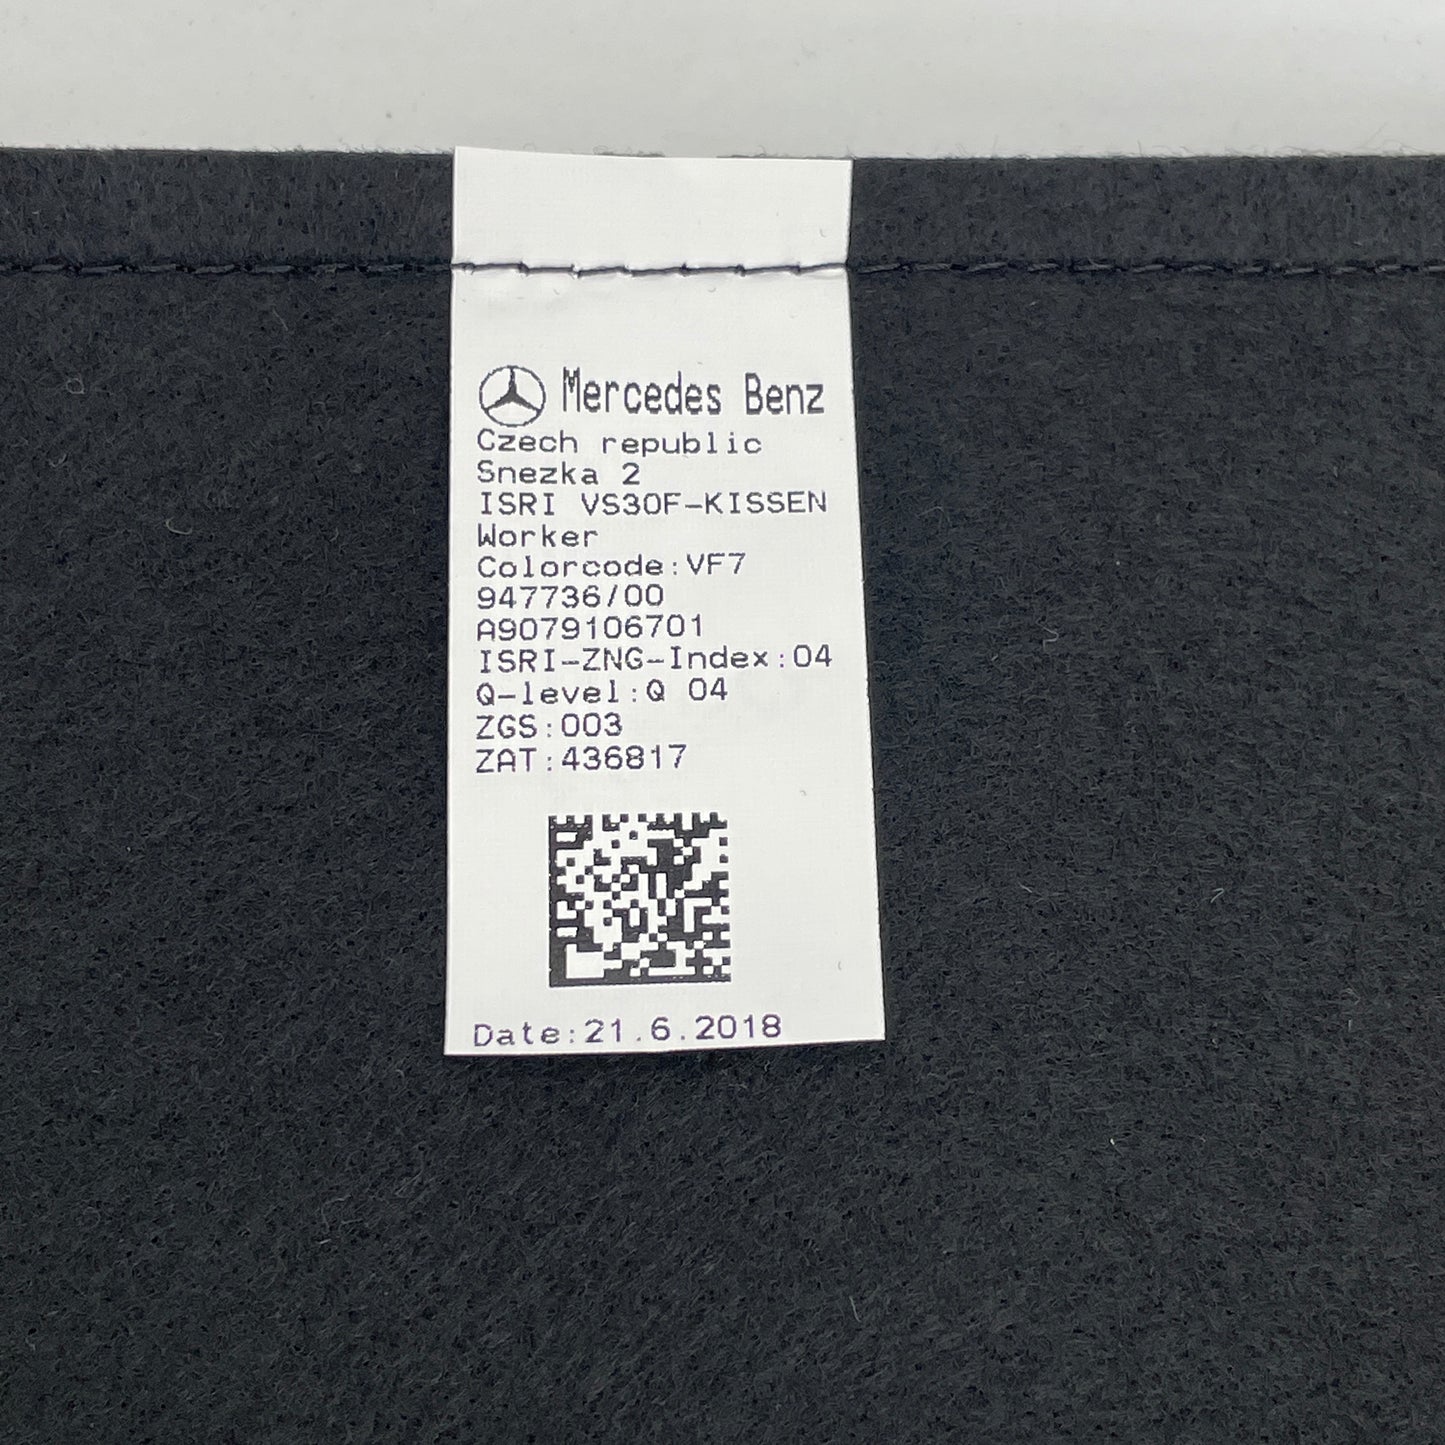 Mercedes Benz
Czech republic
Snezka 2
ISRI VS30F-KISSEN
Worker
Colorcode:VF7
947736/00
A9079106701
ISRI-ZNG-Index:04
Q-level:Q 04
ZGS:003
ZAT:436817
Date:21.6.2018